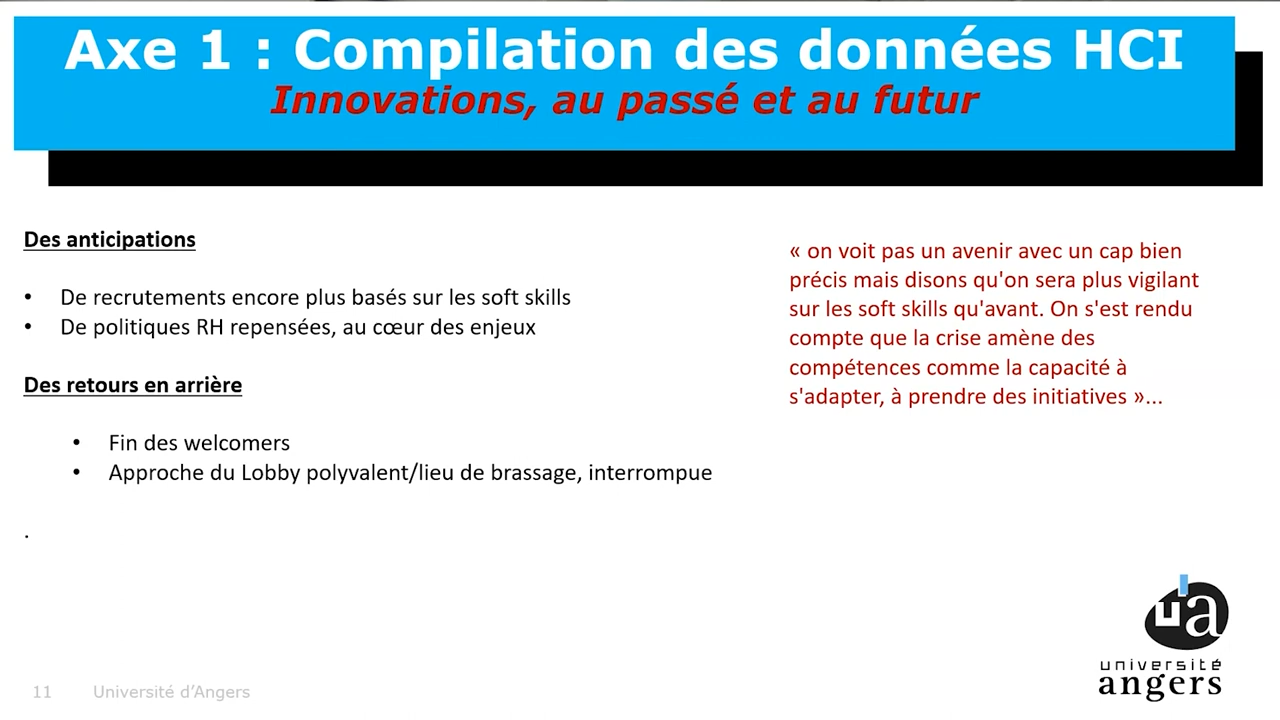 Axe 1 : Compilation des données HCI
Innovations, au passé et au futur
Des anticipations
• De recrutements encore plus basés sur les soft skills
• De politiques RH repensées, au cœur des enjeux
Des retours en arrière
• Fin des welcomers
• Approche du Lobby polyvalent/lieu de brassage, interrompue
.
« on voit pas un avenir avec un cap bien
précis mais disons qu'on sera plus vigilant
sur les soft skills qu'avant. On s'est rendu
compte que la crise amène des
compétences comme la capacité à
s'adapter, à prendre des initiatives »...
ua
université
angers
11 Université d’Angers